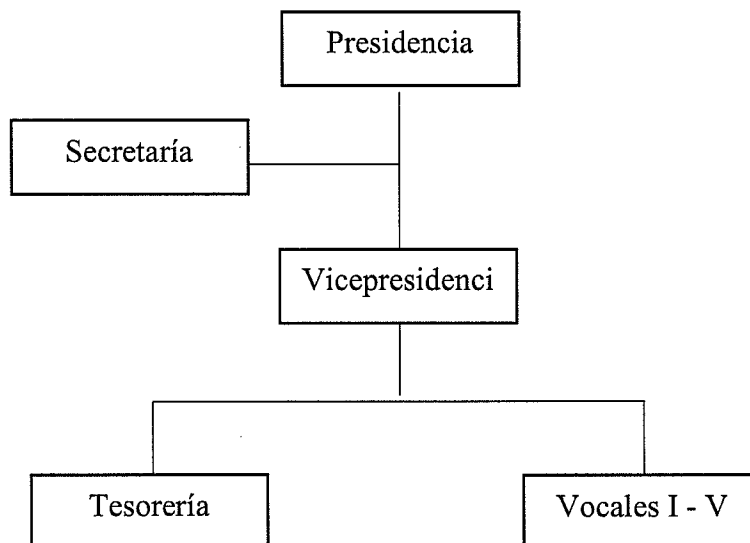 Presidencia
Secretaría
Vicepresidenci
Tesorería
Vocales I - V